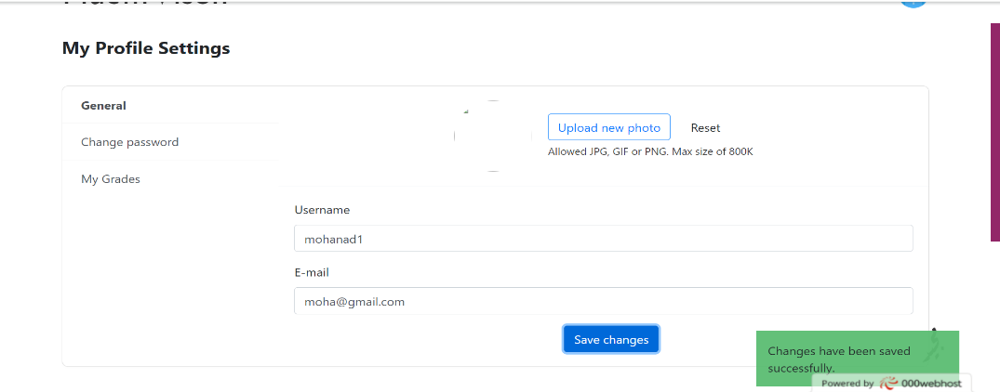 My Profile Settings
General
Change password
My Grades
Upload new photo Reset
Allowed JPG, GIF or PNG. Max size of 800K
Username
mohanad1
E-mail
moha@gmail.com
Save changes
Changes have been saved
successfully.
Powered by 000webhost